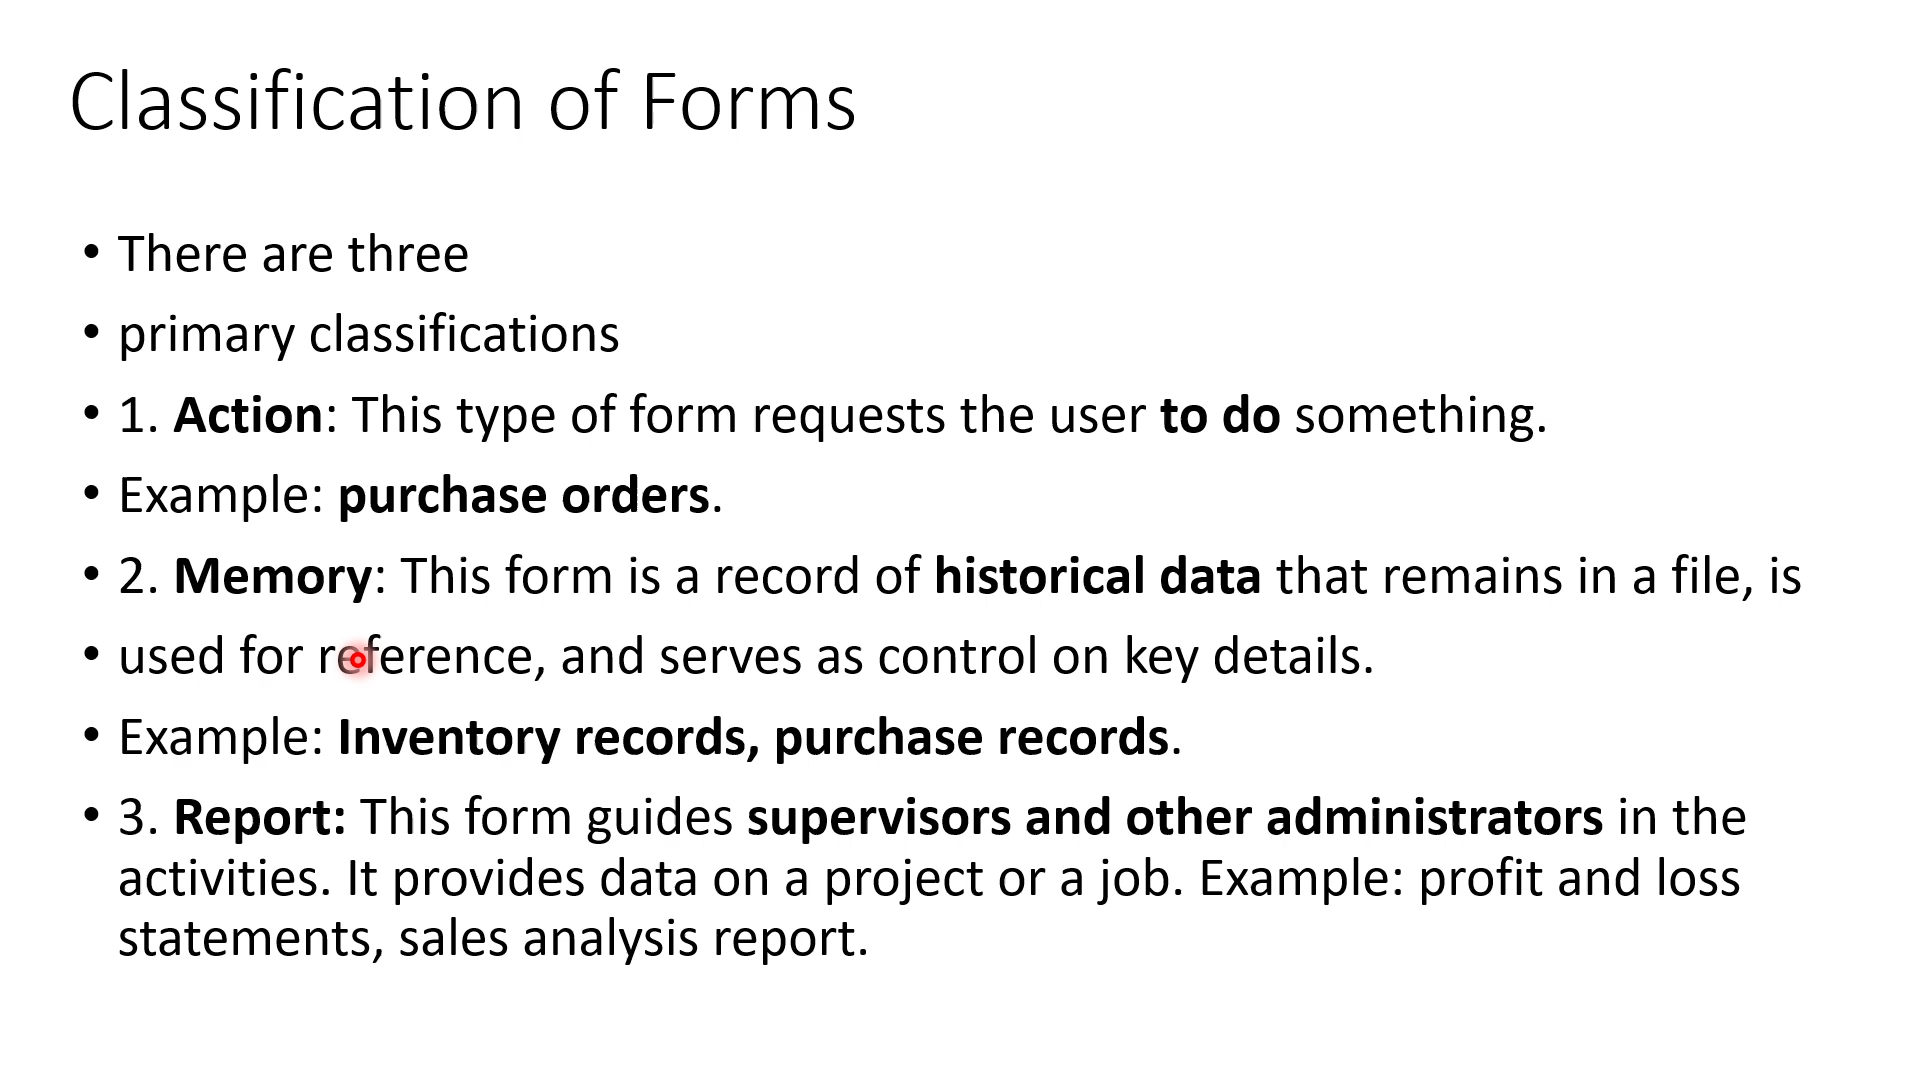 Classification of Forms
• There are three
• primary classifications
• 1. Action: This type of form requests the user to do something.
• Example: purchase orders.
• 2. Memory: This form is a record of historical data that remains in a file, is
• used for reference, and serves as control on key details.
• Example: Inventory records, purchase records.
• 3. Report: This form guides supervisors and other administrators in the
activities. It provides data on a project or a job. Example: profit and loss
statements, sales analysis report.